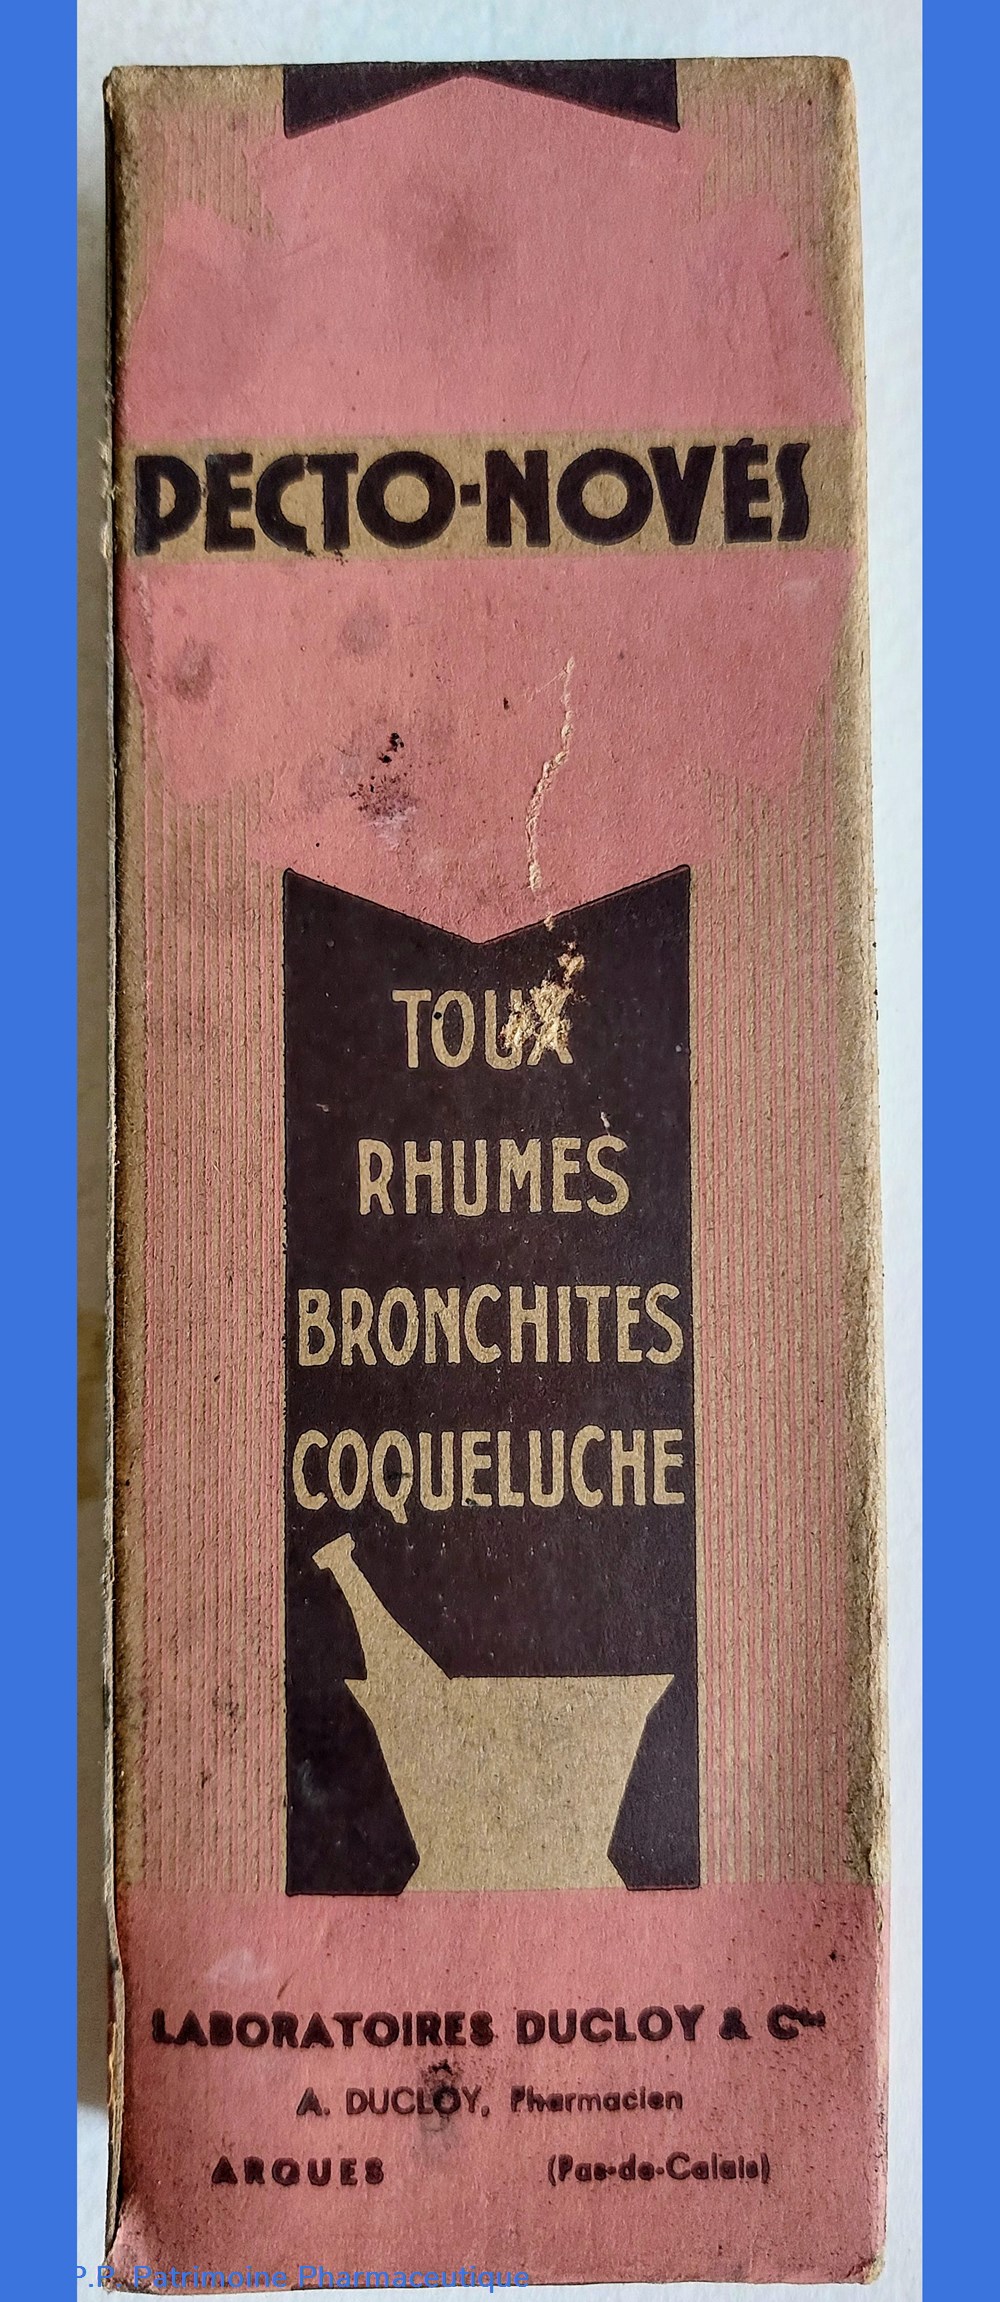 PECTO-NOVÉS
TOUX
RHUMES
BRONCHITES
COQUELUCHE
LABORATOIRES DUCLOY & Cie
A. DUCLOY, Pharmacien
ARQUES (Pas-de-Calais)
P.P. Patrimoine Pharmaceutique